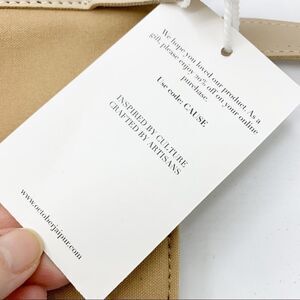 We hope you loved our product. As a
gift, please enjoy 20% off on your online
purchase.
Use code: CAUSE
INSPIRED BY CULTURE
CRAFTED BY ARTISANS
www.octoberjaipur.com